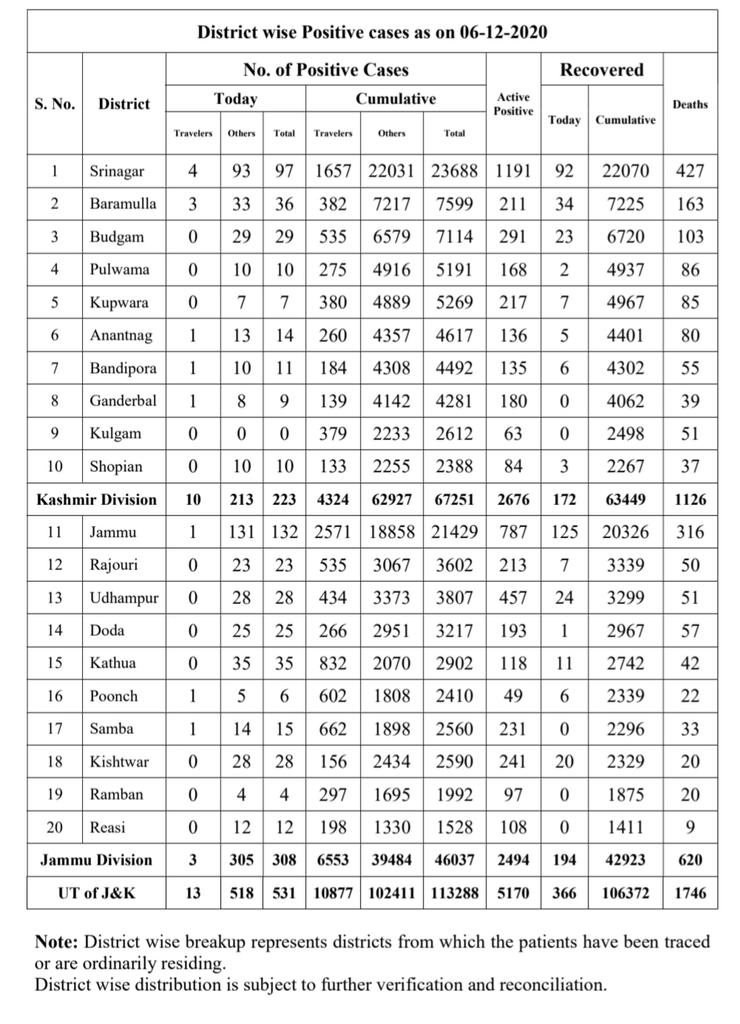 District wise Positive cases as on 06-12-2020
S. No. District No. of Positive Cases Active Positive Recovered Deaths
Today Cumulative Today Cumulative
Travelers Others Total Travelers Others Total
1 Srinagar 4 93 97 1657 22031 23688 1191 92 22070 427
2 Baramulla 3 33 36 382 7217 7599 211 34 7225 163
3 Budgam 0 29 29 535 6579 7114 291 23 6720 103
4 Pulwama 0 10 10 275 4916 5191 168 2 4937 86
5 Kupwara 0 7 7 380 4889 5269 217 7 4967 85
6 Anantnag 1 13 14 260 4357 4617 136 5 4401 80
7 Bandipora 1 10 11 184 4308 4492 135 6 4302 55
8 Ganderbal 1 8 9 139 4142 4281 180 0 4062 39
9 Kulgam 0 0 0 379 2233 2612 63 0 2498 51
10 Shopian 0 10 10 133 2255 2388 84 3 2267 37
Kashmir Division 10 213 223 4324 62927 67251 2676 172 63449 1126
11 Jammu 1 131 132 2571 18858 21429 787 125 20326 316
12 Rajouri 0 23 23 535 3067 3602 213 7 3339 50
13 Udhampur 0 28 28 434 3373 3807 457 24 3299 51
14 Doda 0 25 25 266 2951 3217 193 1 2967 57
15 Kathua 0 35 35 832 2070 2902 118 11 2742 42
16 Poonch 1 5 6 602 1808 2410 49 6 2339 22
17 Samba 1 14 15 662 1898 2560 231 0 2296 33
18 Kishtwar 0 28 28 156 2434 2590 241 20 2329 20
19 Ramban 0 4 4 297 1695 1992 97 0 1875 20
20 Reasi 0 12 12 198 1330 1528 108 0 1411 9
Jammu Division 3 305 308 6553 39484 46037 2494 194 42923 620
UT of J&K 13 518 531 10877 102411 113288 5170 366 106372 1746
Note: District wise breakup represents districts from which the patients have been traced
or are ordinarily residing.
District wise distribution is subject to further verification and reconciliation.